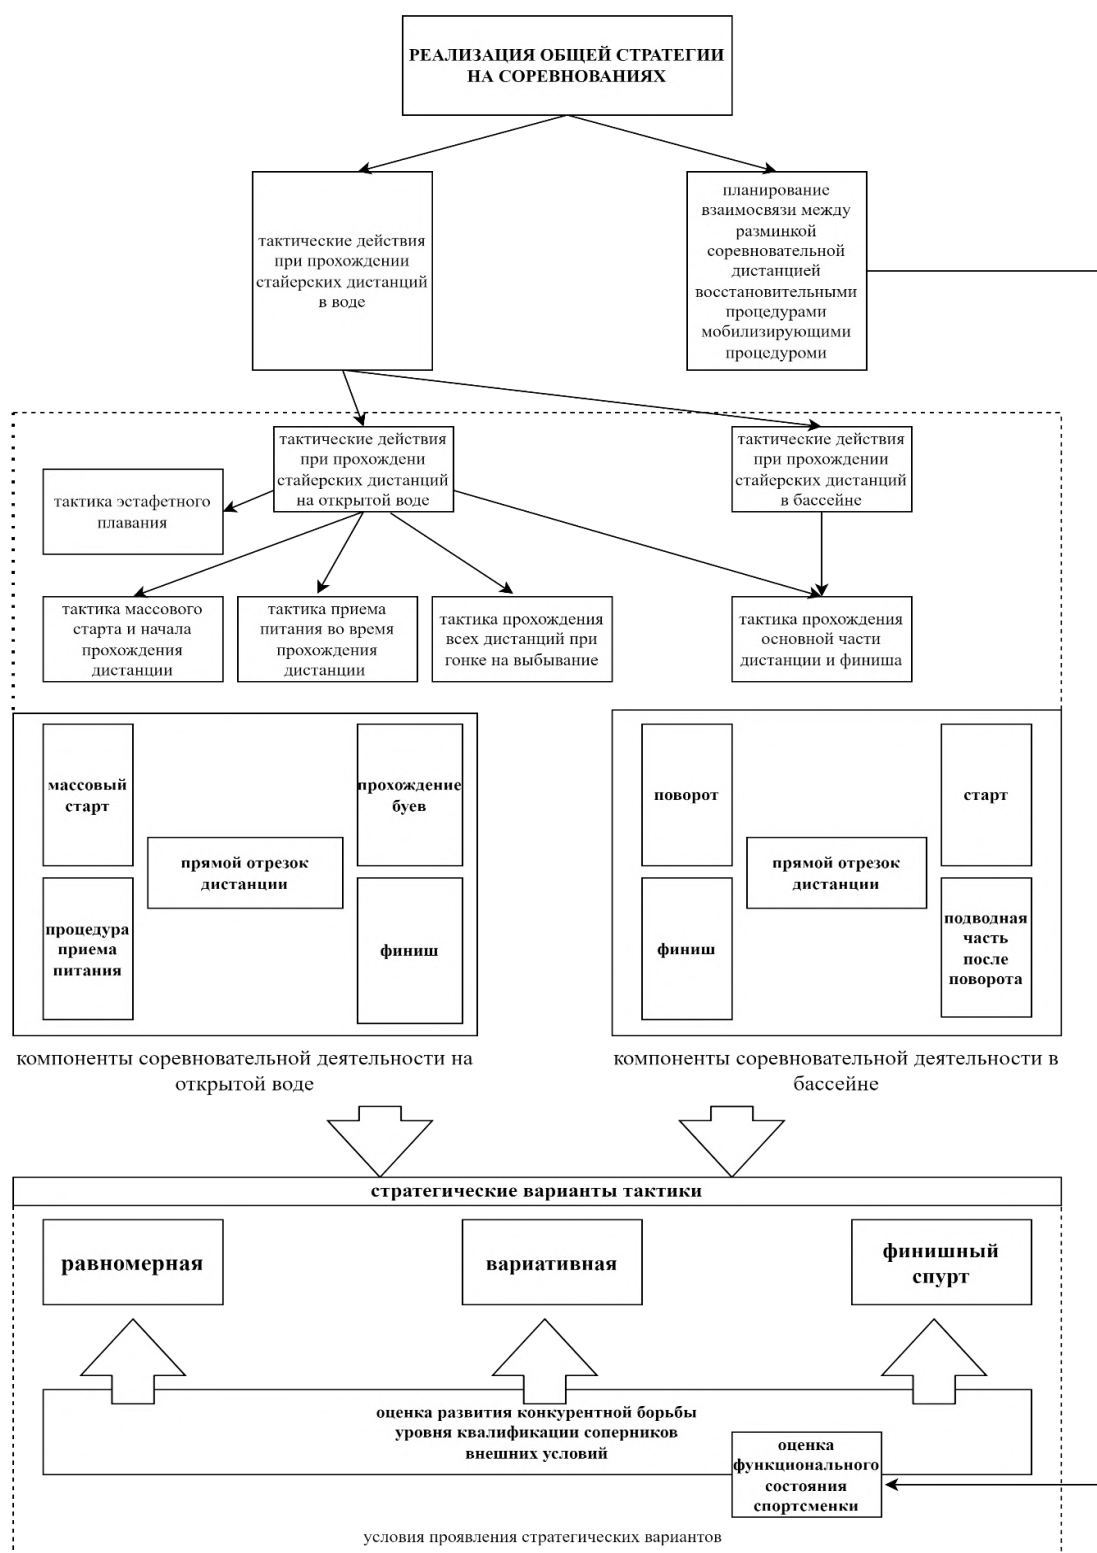 РЕАЛИЗАЦИЯ ОБЩЕЙ СТРАТЕГИИ
НА СОРЕВНОВАНИЯХ
тактические действия
при прохождении
стайерских дистанций
в воде
планирование
взаимосвязи между
разминкой
соревновательной
дистанцией
восстановительными
процедурами
мобилизирующими
процедуроми
тактические действия
при прохождени
стайерских дистанций
на открытой воде
тактические действия
при прохождении
стайерских дистанций
в бассейне
тактика эстафетного
плавания
тактика массового
старта и начала
прохождения
дистанции
тактика приема
питания во время
прохождения
дистанции
тактика прохождения
всех дистанций при
гонке на выбывание
тактика прохождения
основной части
дистанции и финиша
массовый
старт
прохождение
буев
прямой отрезок
дистанции
процедура
приема
питания
финиш
поворот
старт
прямой отрезок
дистанции
финиш
подводная
часть
после
поворота
компоненты соревновательной деятельности на
открытой воде
компоненты соревновательной деятельности в
бассейне
стратегические варианты тактики
равномерная
вариативная
финишный
спурт
оценка развития конкурентной борьбы
уровня квалификации соперников
внешних условий
оценка
функционального
состояния
спортсменки
условия проявления стратегических вариантов